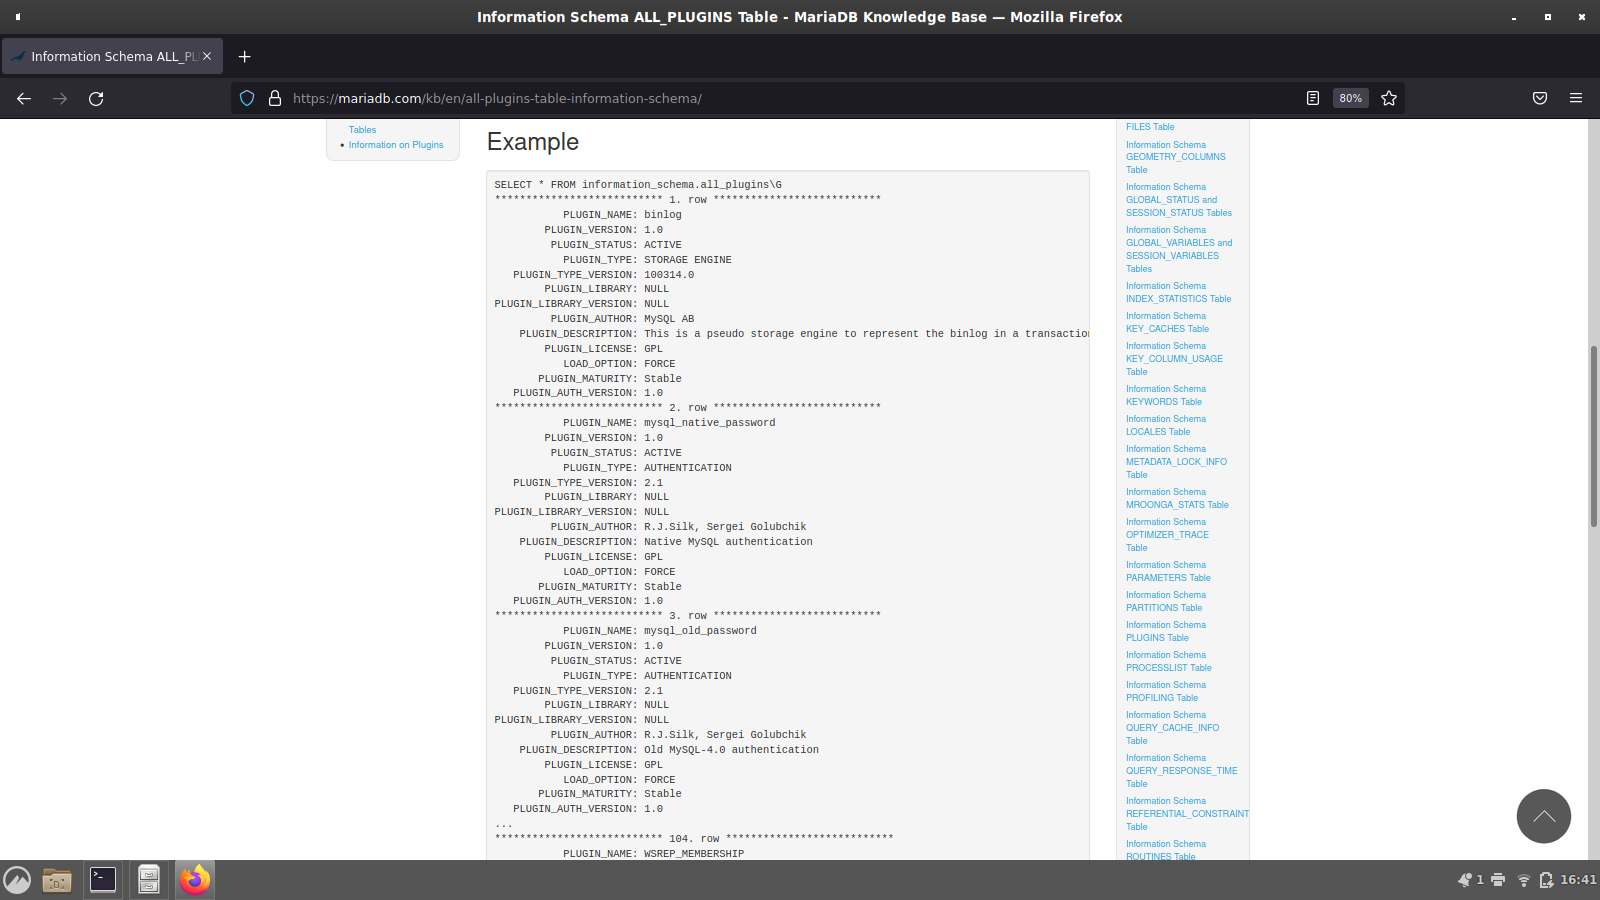 Information Schema ALL_PLUGINS Table - MariaDB Knowledge Base — Mozilla Firefox
Information Schema ALL_PL
https://mariadb.com/kb/en/all-plugins-table-information-schema/
80%
Tables
• Information on Plugins
Example
SELECT * FROM information_schema.all_plugins\G
*************************** 1. row ***************************
PLUGIN_NAME: binlog
PLUGIN_VERSION: 1.0
PLUGIN_STATUS: ACTIVE
PLUGIN_TYPE: STORAGE ENGINE
PLUGIN_TYPE_VERSION: 100314.0
PLUGIN_LIBRARY: NULL
PLUGIN_LIBRARY_VERSION: NULL
PLUGIN_AUTHOR: MySQL AB
PLUGIN_DESCRIPTION: This is a pseudo storage engine to represent the binlog in a transaction
PLUGIN_LICENSE: GPL
LOAD_OPTION: FORCE
PLUGIN_MATURITY: Stable
PLUGIN_AUTH_VERSION: 1.0
*************************** 2. row ***************************
PLUGIN_NAME: mysql_native_password
PLUGIN_VERSION: 1.0
PLUGIN_STATUS: ACTIVE
PLUGIN_TYPE: AUTHENTICATION
PLUGIN_TYPE_VERSION: 2.1
PLUGIN_LIBRARY: NULL
PLUGIN_LIBRARY_VERSION: NULL
PLUGIN_AUTHOR: R.J.Silk, Sergei Golubchik
PLUGIN_DESCRIPTION: Native MySQL authentication
PLUGIN_LICENSE: GPL
LOAD_OPTION: FORCE
PLUGIN_MATURITY: Stable
PLUGIN_AUTH_VERSION: 1.0
*************************** 3. row ***************************
PLUGIN_NAME: mysql_old_password
PLUGIN_VERSION: 1.0
PLUGIN_STATUS: ACTIVE
PLUGIN_TYPE: AUTHENTICATION
PLUGIN_TYPE_VERSION: 2.1
PLUGIN_LIBRARY: NULL
PLUGIN_LIBRARY_VERSION: NULL
PLUGIN_AUTHOR: R.J.Silk, Sergei Golubchik
PLUGIN_DESCRIPTION: Old MySQL-4.0 authentication
PLUGIN_LICENSE: GPL
LOAD_OPTION: FORCE
PLUGIN_MATURITY: Stable
PLUGIN_AUTH_VERSION: 1.0
...
*************************** 104. row ***************************
PLUGIN_NAME: WSREP_MEMBERSHIP
FILES Table
Information Schema
GEOMETRY_COLUMNS
Table
Information Schema
GLOBAL_STATUS and
SESSION_STATUS Tables
Information Schema
GLOBAL_VARIABLES and
SESSION_VARIABLES
Tables
Information Schema
INDEX_STATISTICS Table
Information Schema
KEY_CACHES Table
Information Schema
KEY_COLUMN_USAGE
Table
Information Schema
KEYWORDS Table
Information Schema
LOCALES Table
Information Schema
METADATA_LOCK_INFO
Table
Information Schema
MROONGA_STATS Table
Information Schema
OPTIMIZER_TRACE
Table
Information Schema
PARAMETERS Table
Information Schema
PARTITIONS Table
Information Schema
PLUGINS Table
Information Schema
PROCESSLIST Table
Information Schema
PROFILING Table
Information Schema
QUERY_CACHE_INFO
Table
Information Schema
QUERY_RESPONSE_TIME
Table
Information Schema
REFERENTIAL_CONSTRAINT
Table
Information Schema
ROUTINES Table
1
16:41